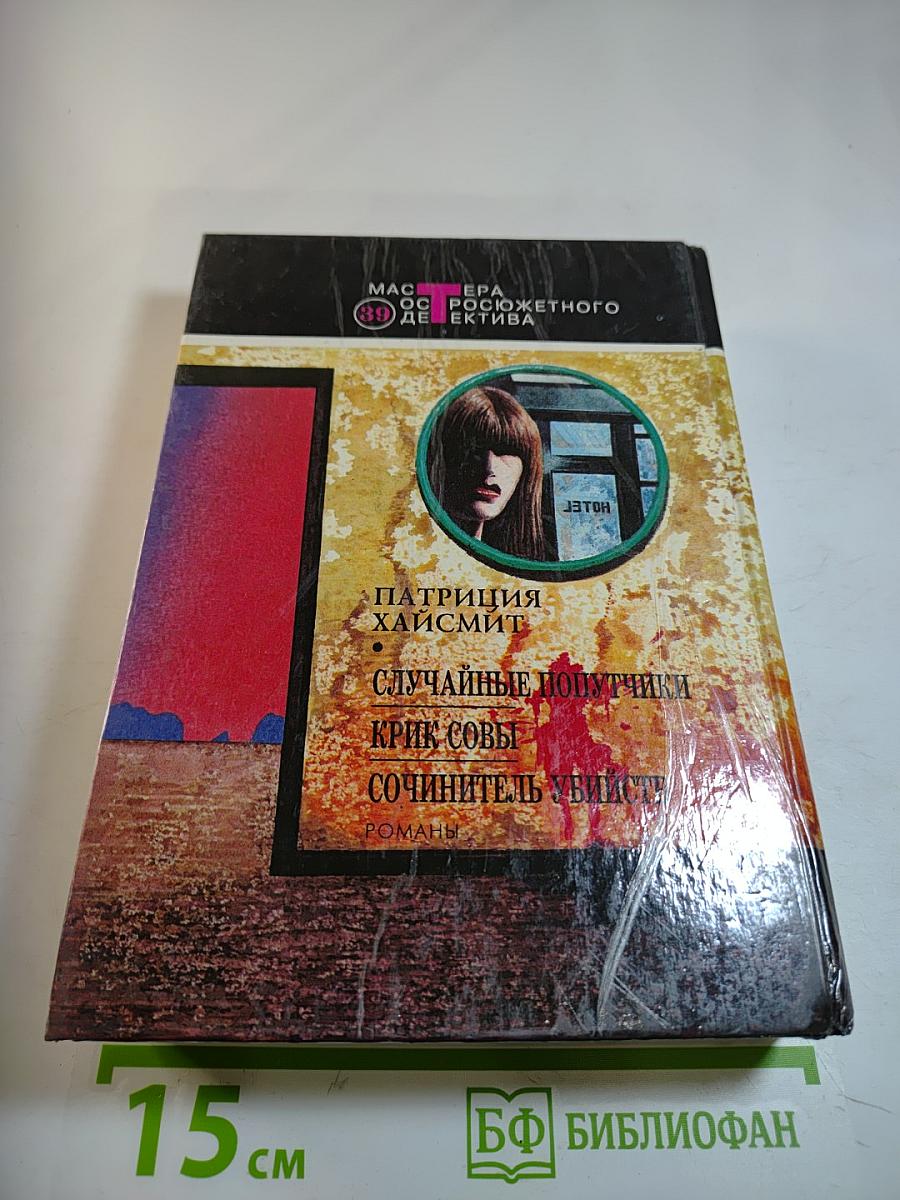 МАСТЕРА
ОСТРОСЮЖЕТНОГО
39 ДЕТЕКТИВА
HOTEL
ПАТРИЦИЯ
ХАЙСМИТ
СЛУЧАЙНЫЕ ПОПУТЧИКИ
КРИК СОВЫ
СОЧИНИТЕЛЬ УБИЙСТВ
РОМАНЫ
15 СМ
БФ БИБЛИОФАН